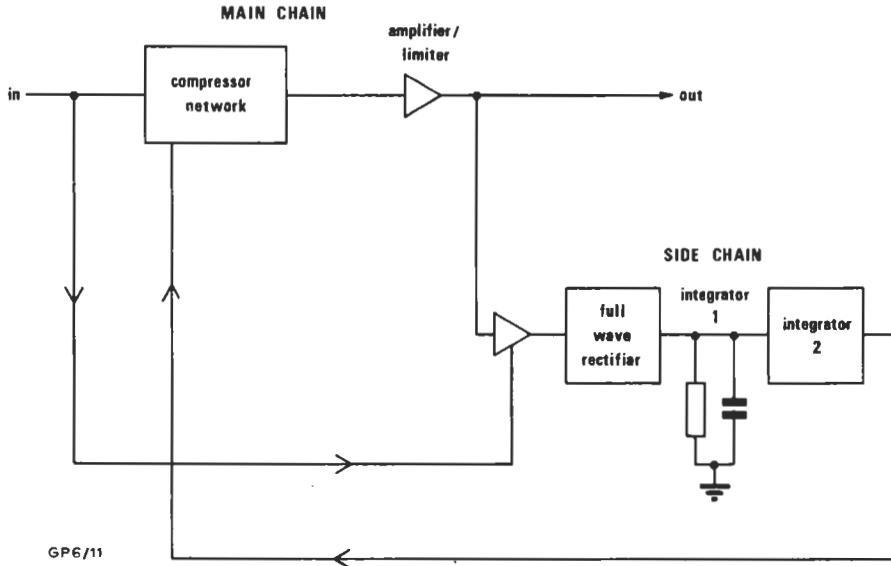 MAIN CHAIN
amplifier/
limiter
in
compressor
network
out
SIDE CHAIN
full
wave
rectifier
integrator
1
integrator
2
GP6/11